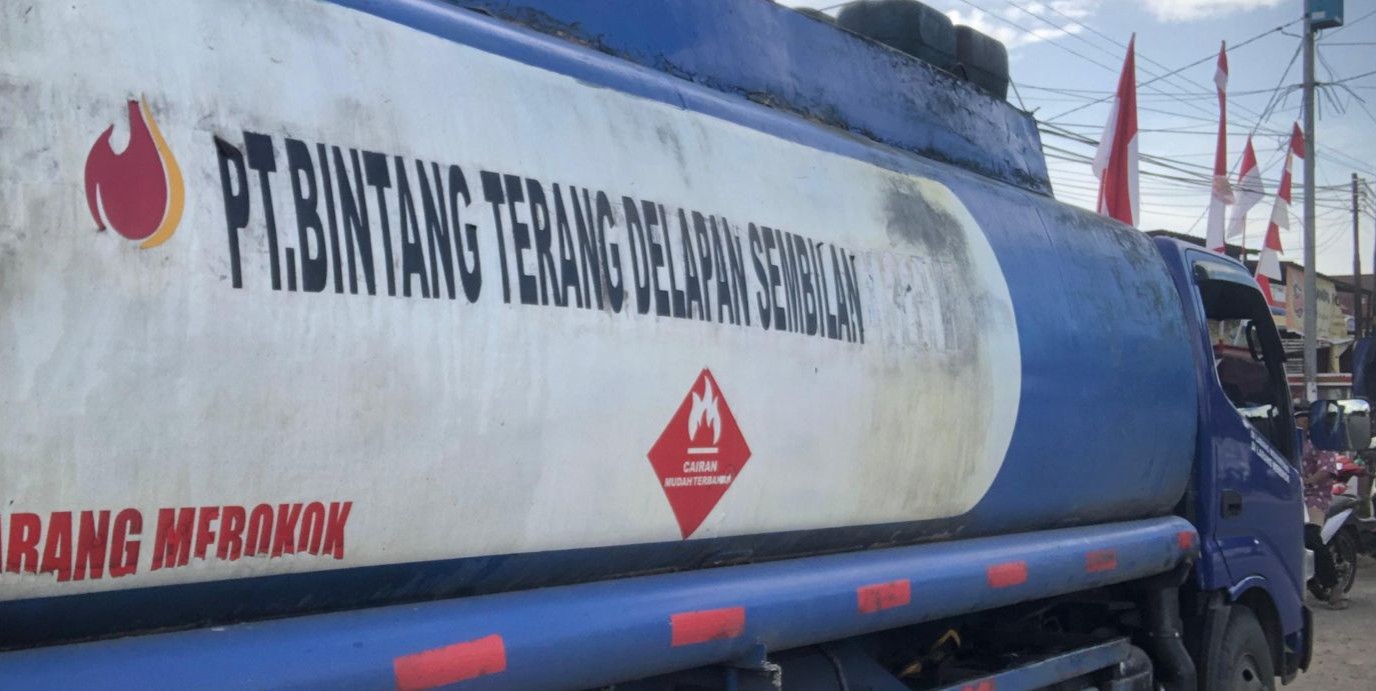 PT.BINTANG TERANG DELAPAN SEMBILAN
CAIRAN
MUDAH TERBAKAR
ARANG MEROKOK